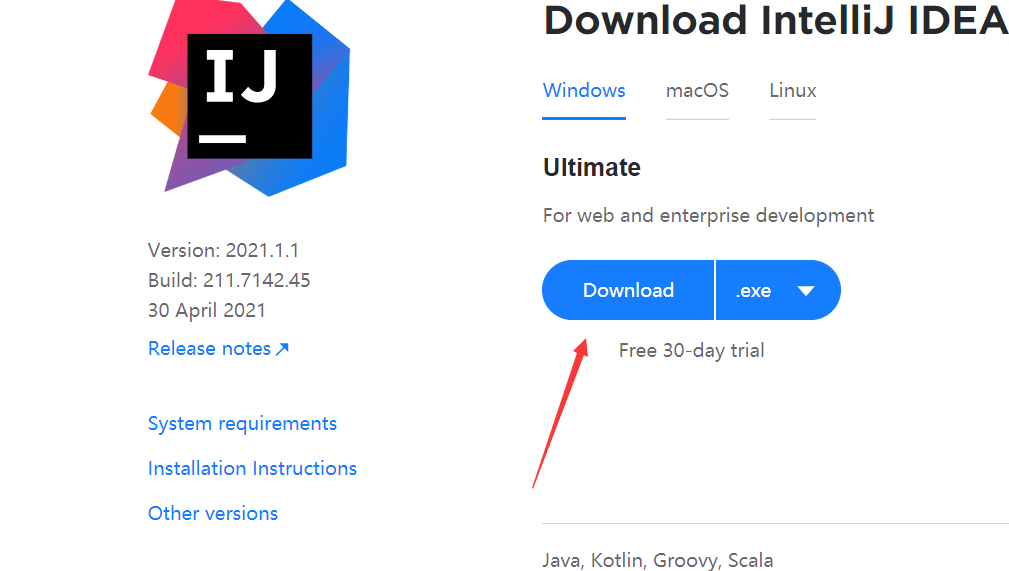 IJ
Download IntelliJ IDEA
Windows macOS Linux
Ultimate
For web and enterprise development
Download .exe
Free 30-day trial
Version: 2021.1.1
Build: 211.7142.45
30 April 2021
Release notes↗
System requirements
Installation Instructions
Other versions
Java, Kotlin, Groovy, Scala